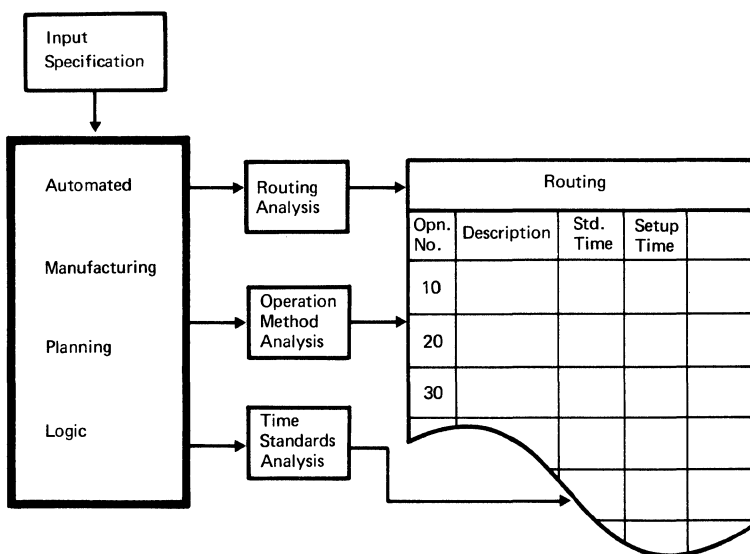 Input
Specification
Automated
Manufacturing
Planning
Logic
Routing
Analysis
Operation
Method
Analysis
Time
Standards
Analysis
Routing
Opn.
No.
Description
Std.
Time
Setup
Time
10
20
30